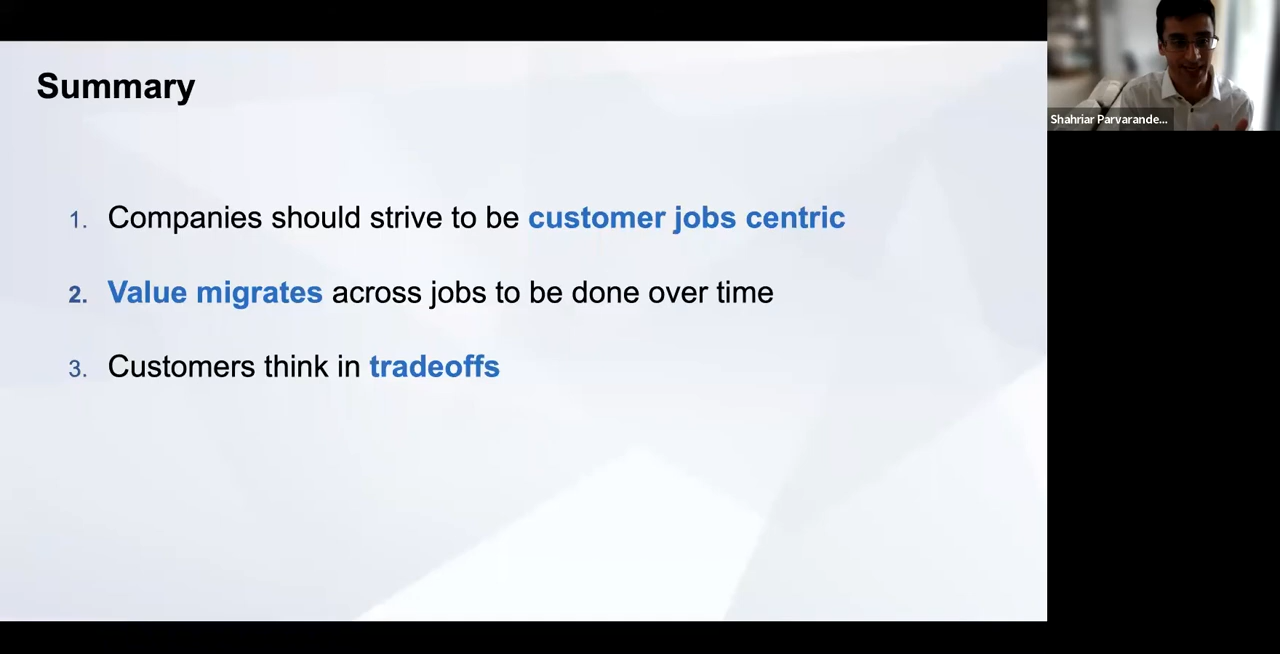 Summary
1. Companies should strive to be customer jobs centric
2. Value migrates across jobs to be done over time
3. Customers think in tradeoffs
Shahriar Parvarande...